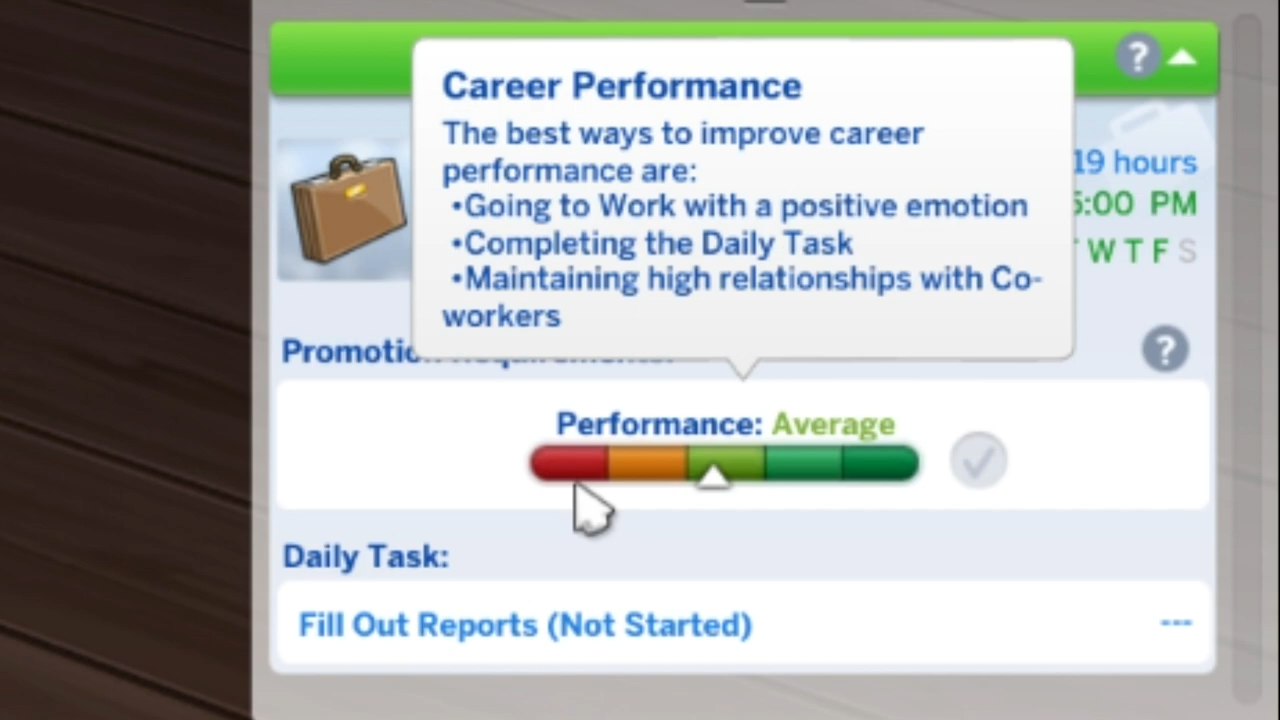 ?
Career Performance
The best ways to improve career
performance are:
•Going to Work with a positive emotion
•Completing the Daily Task
•Maintaining high relationships with Co-
workers
19 hours
5:00 PM
W T F S
Promotion Requirements:
?
Performance: Average
Daily Task:
Fill Out Reports (Not Started)
---